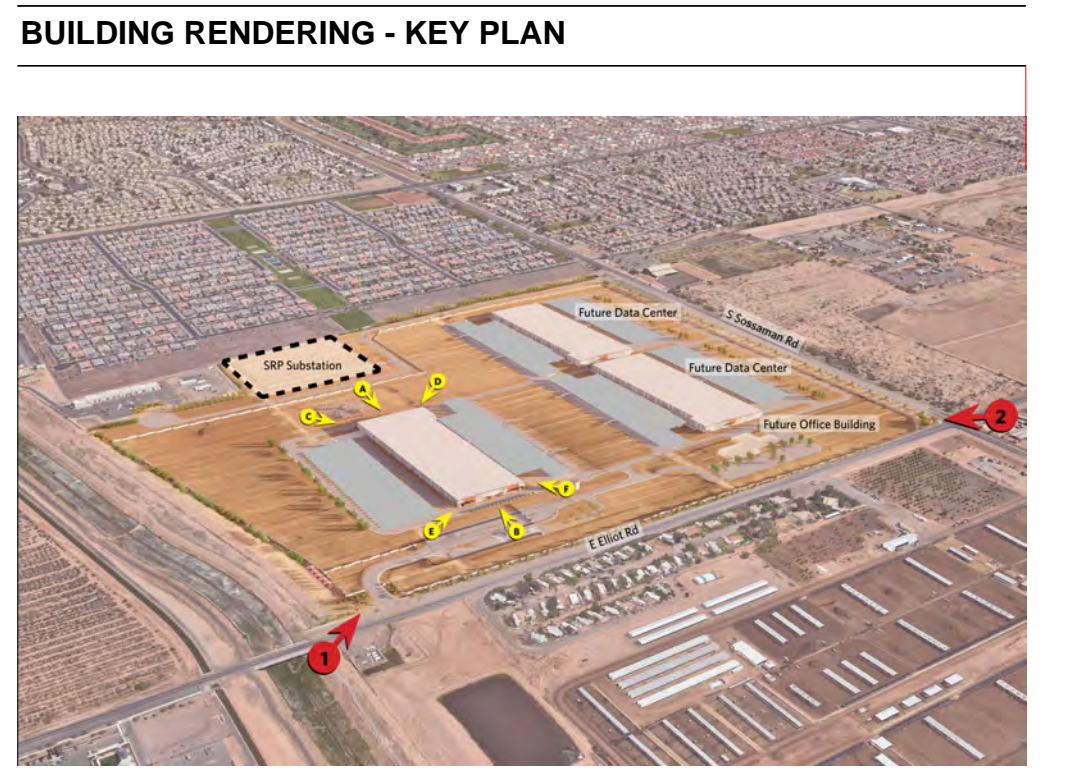 BUILDING RENDERING - KEY PLAN
Future Data Center
S Sossaman Rd
SRP Substation
Future Data Center
D
A
C
2
Future Office Building
F
E
B
E Elliot Rd
1